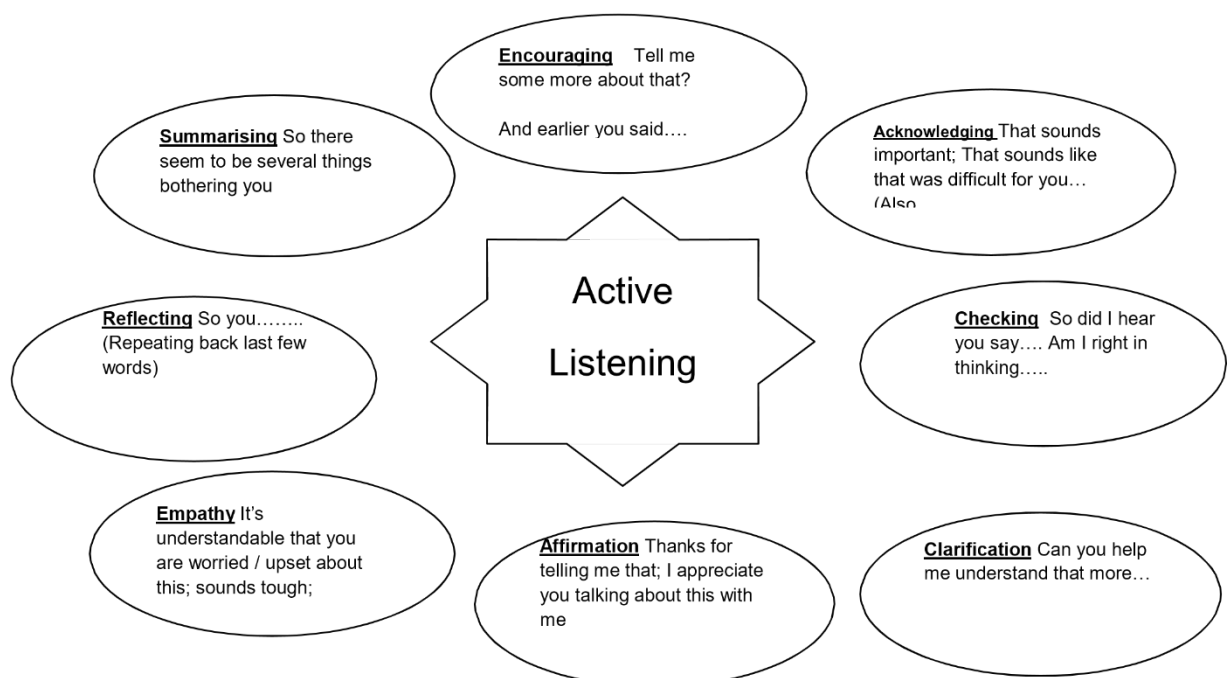 Encouraging Tell me
some more about that?
And earlier you said….
Summarising So there
seem to be several things
bothering you
Acknowledging That sounds
important; That sounds like
that was difficult for you…
(Also
Active
Listening
Reflecting So you……..
(Repeating back last few
words)
Checking So did I hear
you say…. Am I right in
thinking…..
Empathy It's
understandable that you
are worried / upset about
this; sounds tough;
Affirmation Thanks for
telling me that; I appreciate
you talking about this with
me
Clarification Can you help
me understand that more…